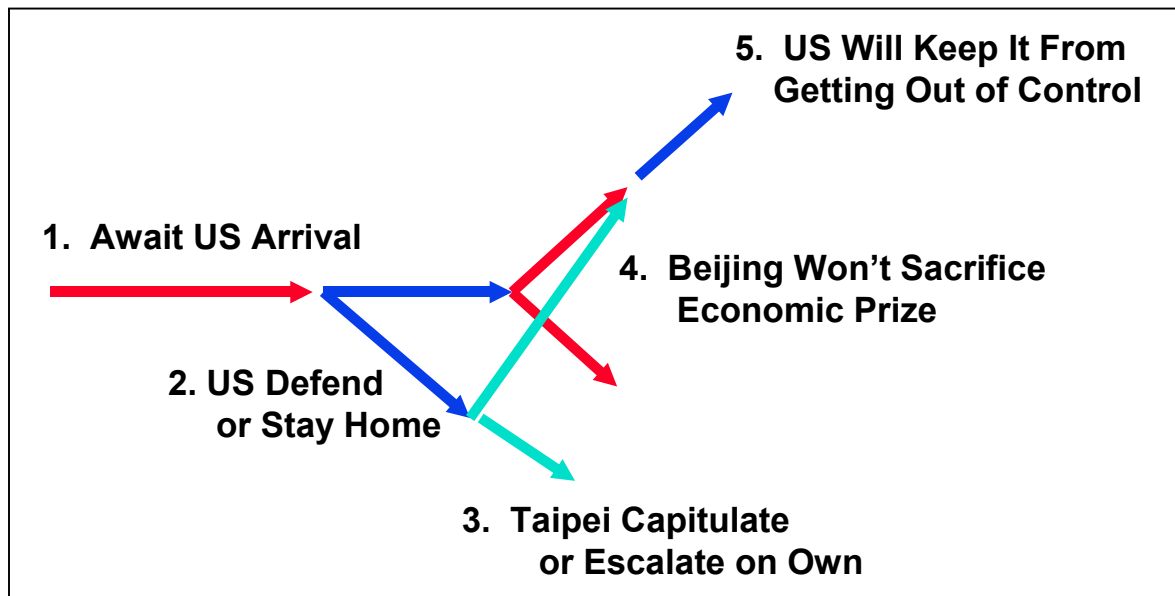 5. US Will Keep It From
Getting Out of Control
1. Await US Arrival
4. Beijing Won’t Sacrifice
Economic Prize
2. US Defend
or Stay Home
3. Taipei Capitulate
or Escalate on Own